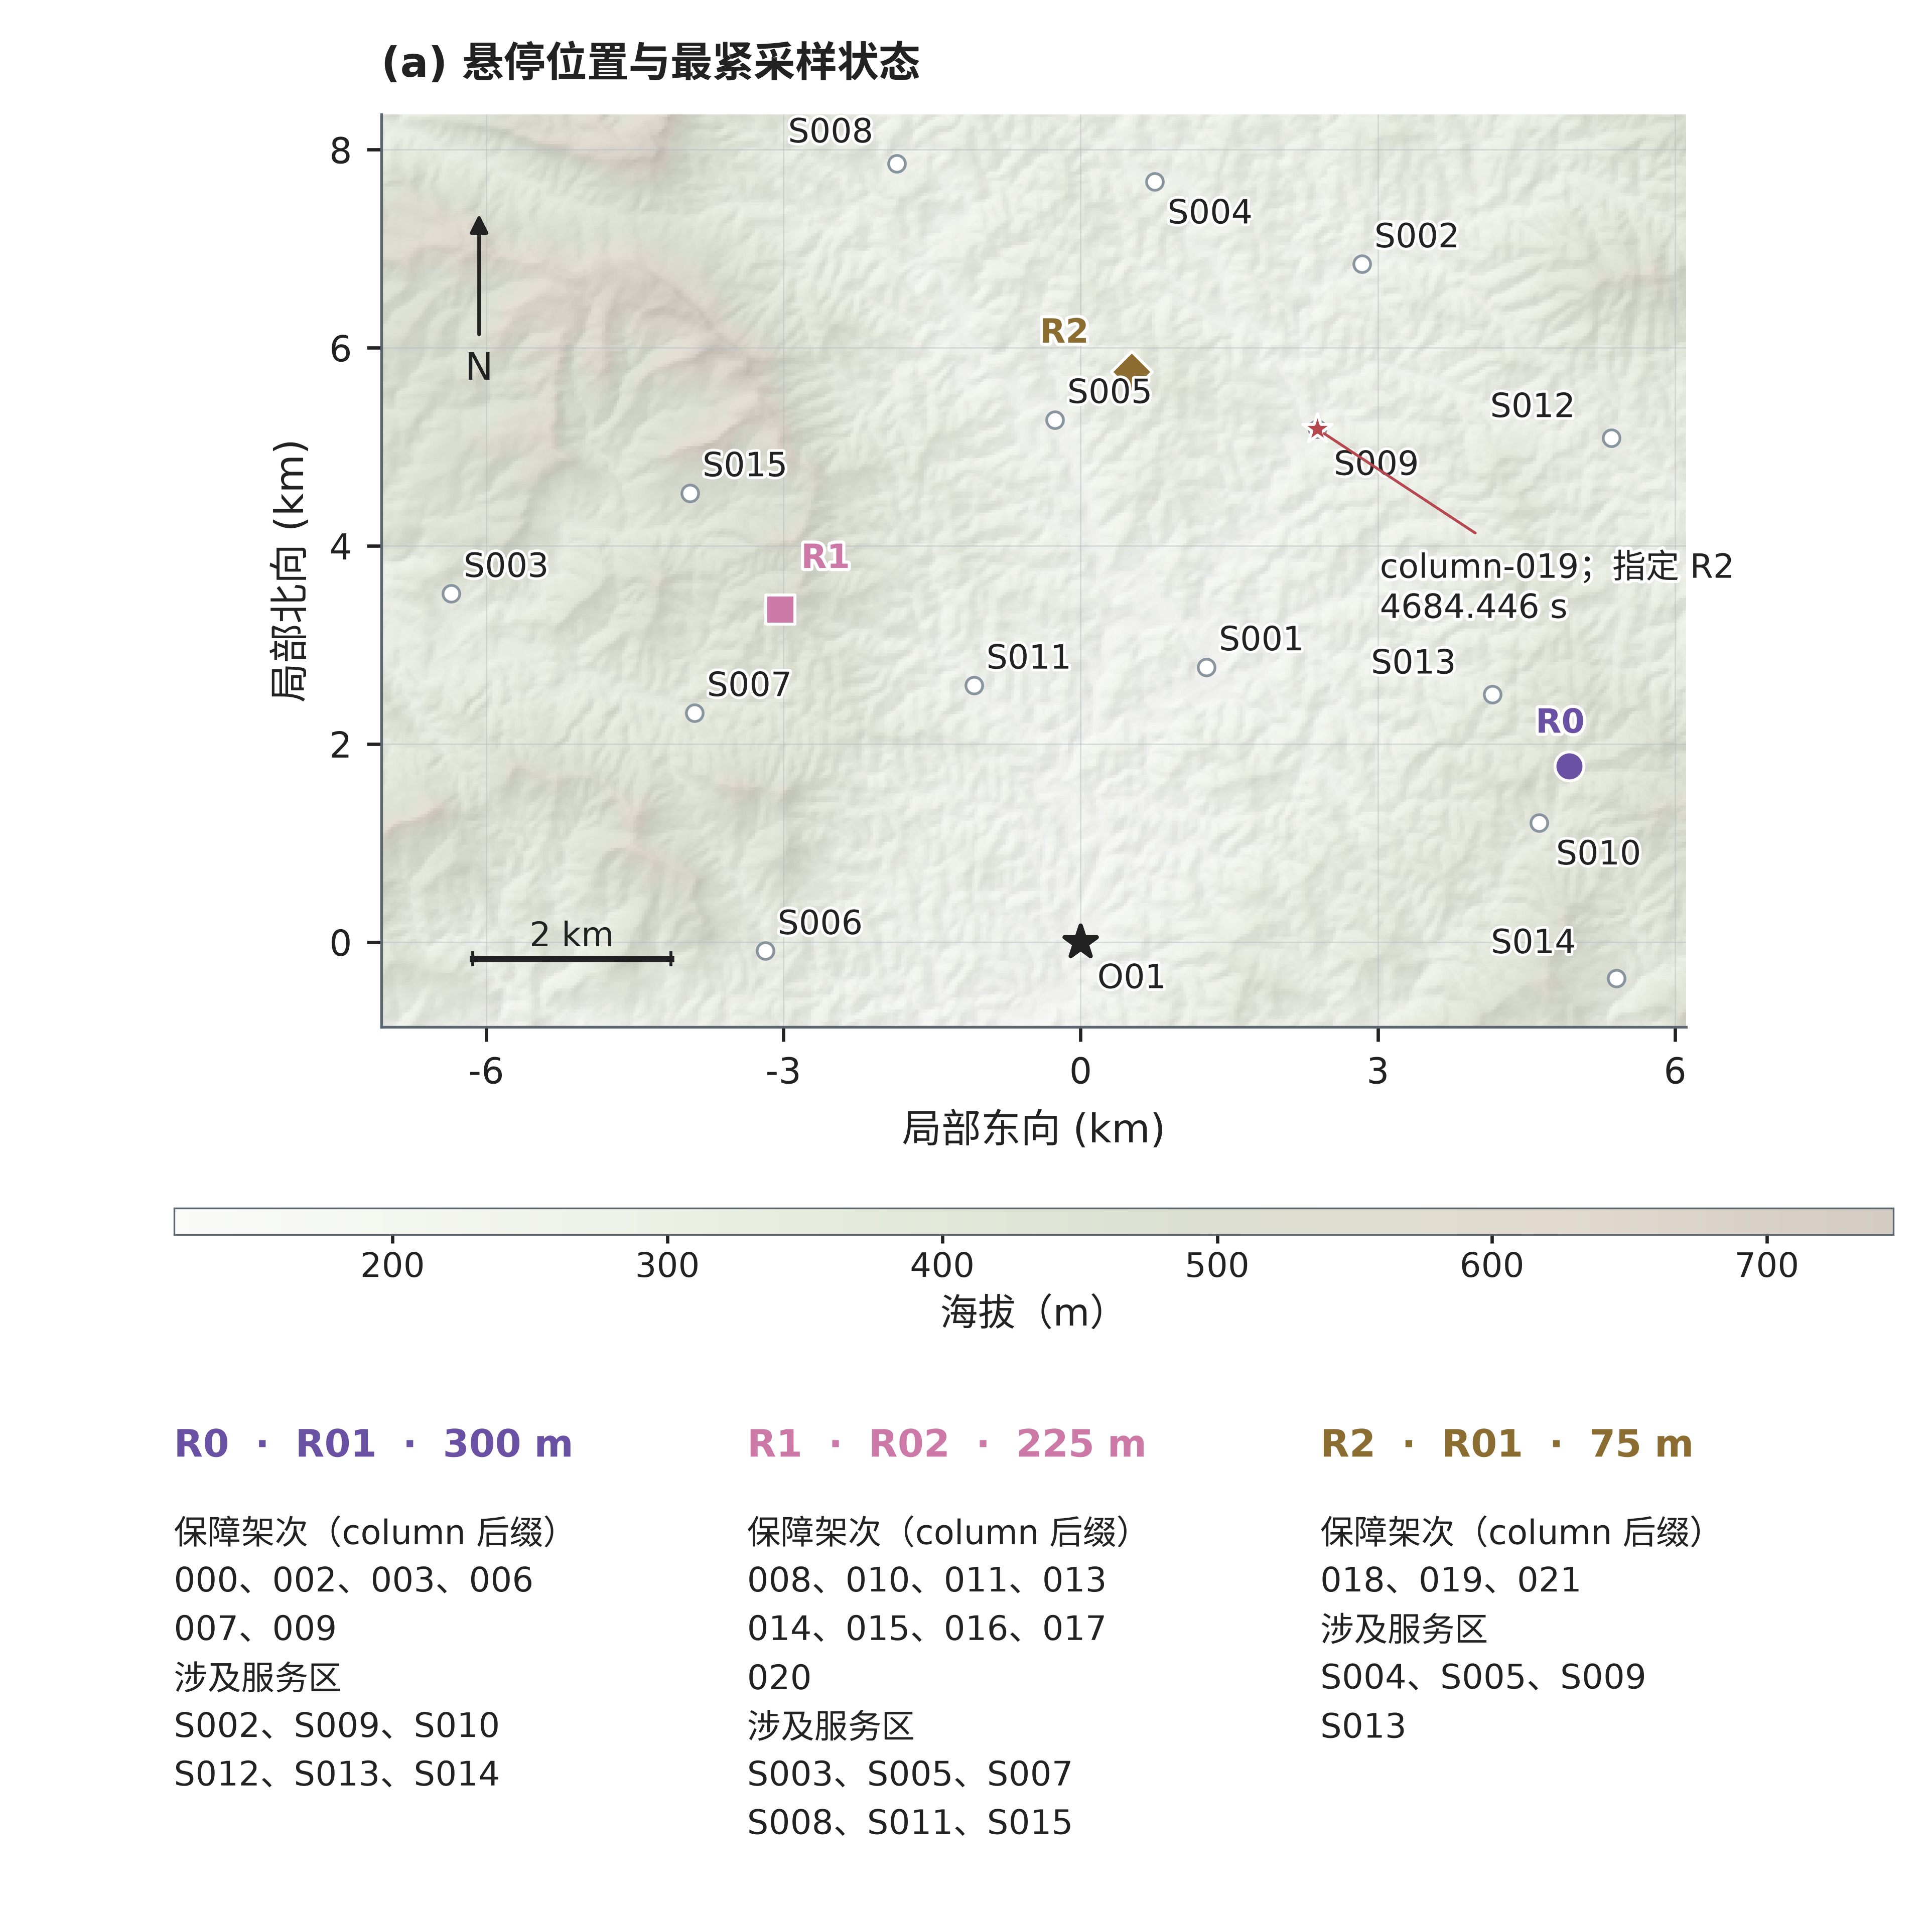 (a) 悬停位置与最紧采样状态
S008
S004
S002
R2
S005
S012
S009
S015
column-019；指定 R2
4684.446 s
S003
R1
S001
S011
S013
S007
R0
S010
S006
S014
O01
N
2 km
8
6
4
2
0
局部北向 (km)
-6
-3
0
3
6
局部东向 (km)
200
300
400
500
600
700
海拔（m）
R0 · R01 · 300 m
保障架次（column 后缀）
000、002、003、006
007、009
涉及服务区
S002、S009、S010
S012、S013、S014
R1 · R02 · 225 m
保障架次（column 后缀）
008、010、011、013
014、015、016、017
020
涉及服务区
S003、S005、S007
S008、S011、S015
R2 · R01 · 75 m
保障架次（column 后缀）
018、019、021
涉及服务区
S004、S005、S009
S013